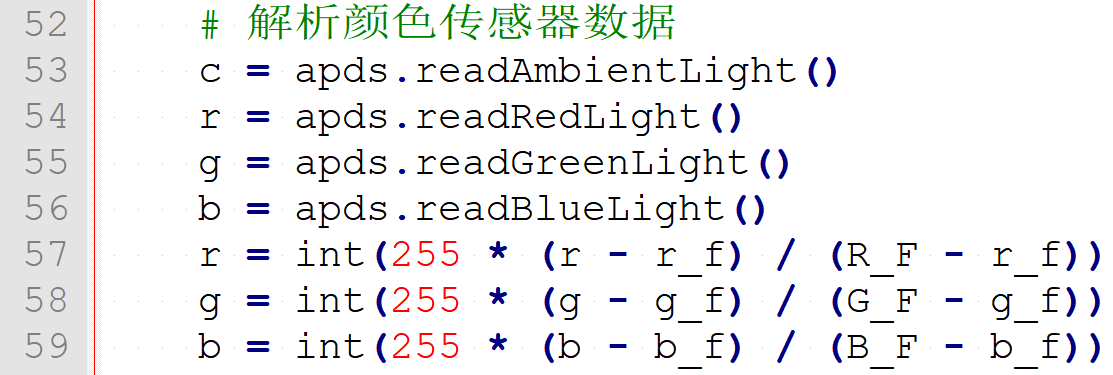 52 # 解析颜色传感器数据
53 c = apds.readAmbientLight()
54 r = apds.readRedLight()
55 g = apds.readGreenLight()
56 b = apds.readBlueLight()
57 r = int(255 * (r - r_f) / (R_F - r_f))
58 g = int(255 * (g - g_f) / (G_F - g_f))
59 b = int(255 * (b - b_f) / (B_F - b_f))